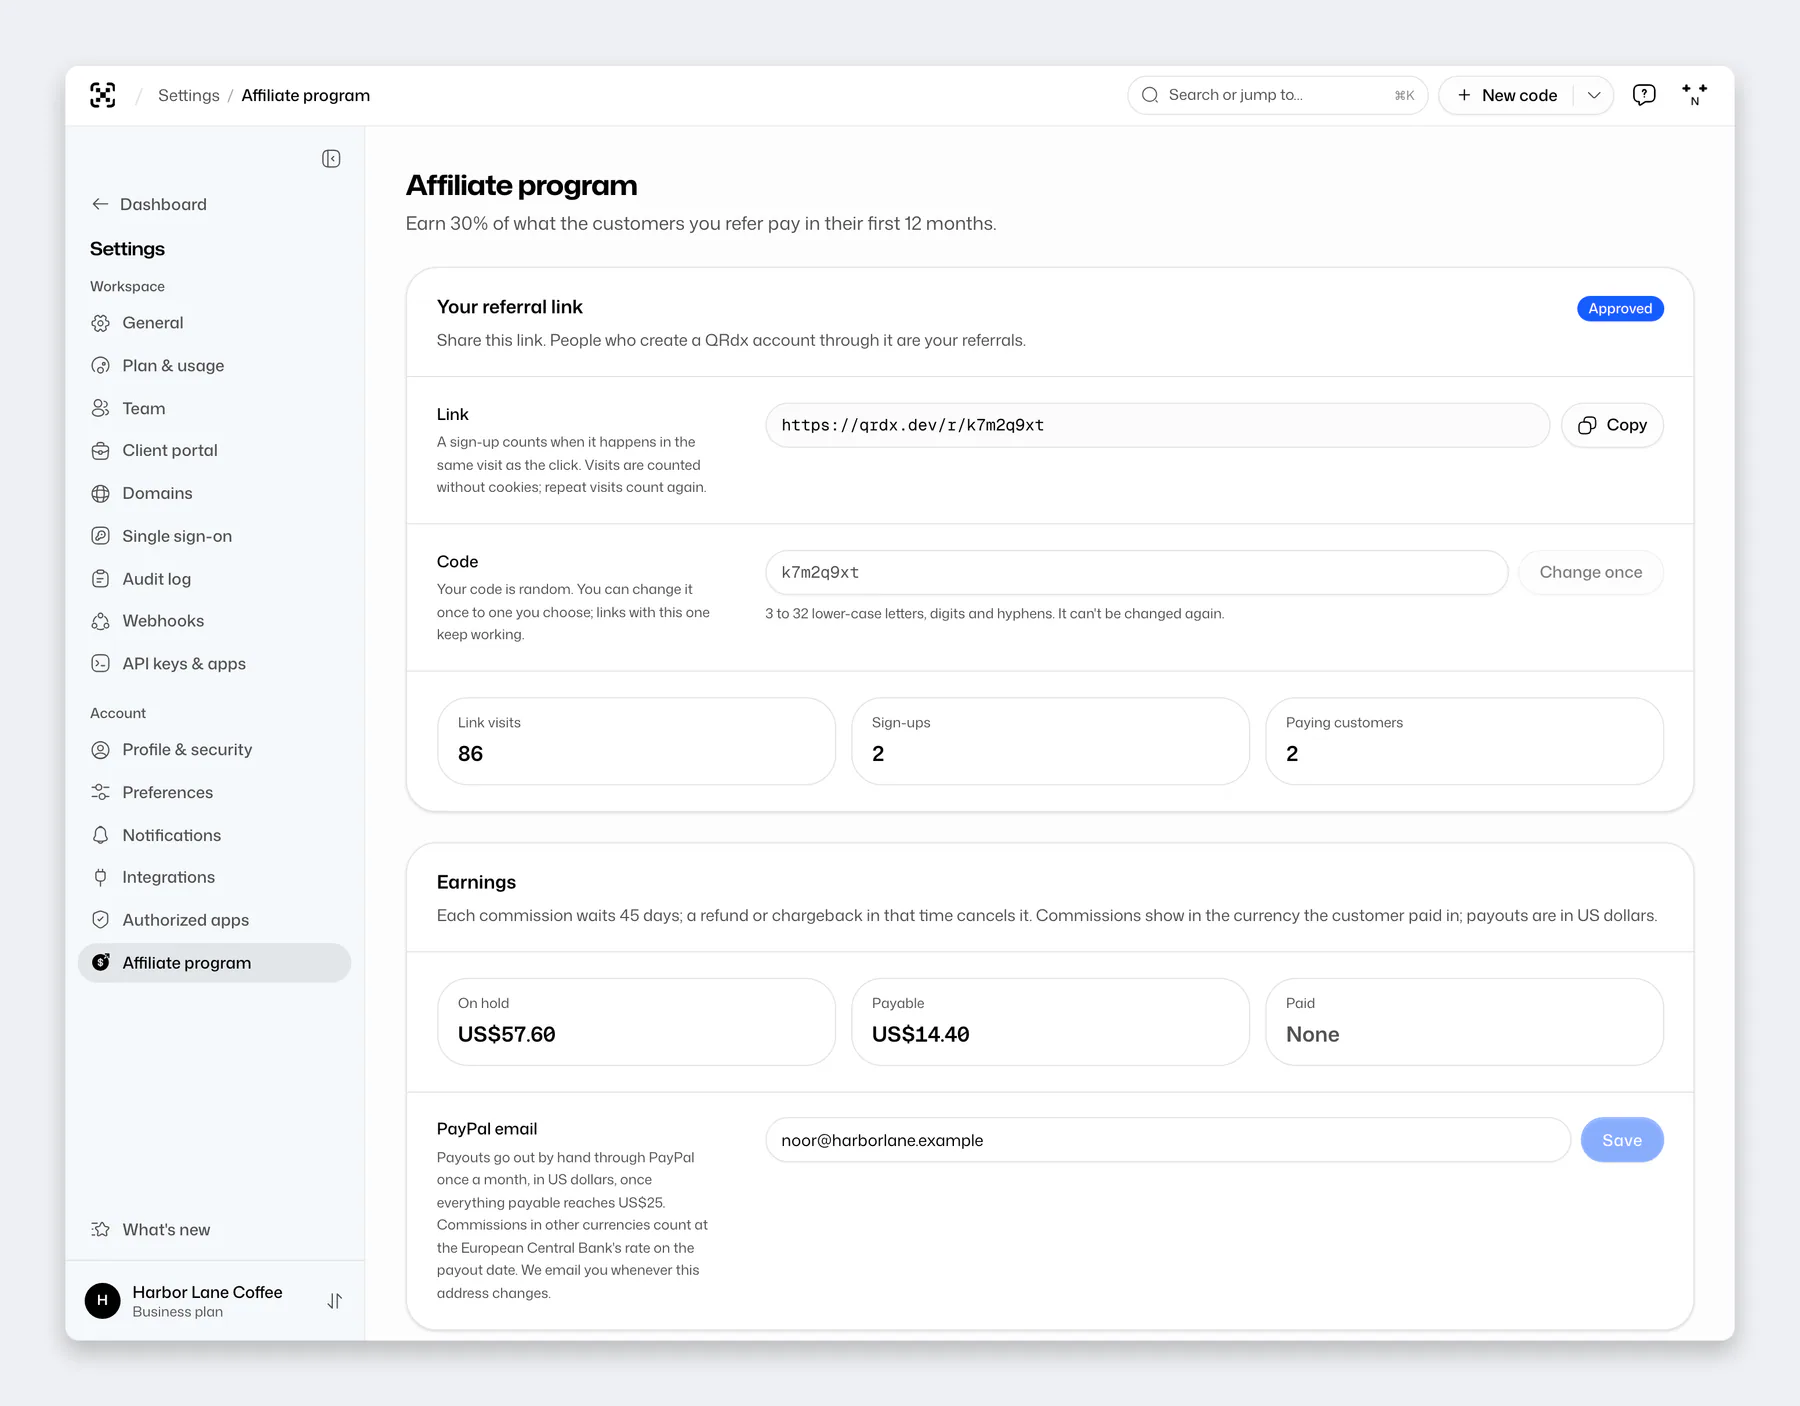 Settings / Affiliate program
Search or jump to...
⌘K
+ New code
N
Dashboard
Settings
Workspace
General
Plan & usage
Team
Client portal
Domains
Single sign-on
Audit log
Webhooks
API keys & apps
Account
Profile & security
Preferences
Notifications
Integrations
Authorized apps
Affiliate program
What's new
H
Harbor Lane Coffee
Business plan
Affiliate program
Earn 30% of what the customers you refer pay in their first 12 months.
Your referral link
Approved
Share this link. People who create a QRdx account through it are your referrals.
Link
A sign-up counts when it happens in the
same visit as the click. Visits are counted
without cookies; repeat visits count again.
https://qrdx.dev/r/k7m2q9xt
Copy
Code
Your code is random. You can change it
once to one you choose; links with this one
keep working.
k7m2q9xt
Change once
3 to 32 lower-case letters, digits and hyphens. It can't be changed again.
Link visits
86
Sign-ups
2
Paying customers
2
Earnings
Each commission waits 45 days; a refund or chargeback in that time cancels it. Commissions show in the currency the customer paid in; payouts are in US dollars.
On hold
US$57.60
Payable
US$14.40
Paid
None
PayPal email
Payouts go out by hand through PayPal
once a month, in US dollars, once
everything payable reaches US$25.
Commissions in other currencies count at
the European Central Bank's rate on the
payout date. We email you whenever this
address changes.
noor@harborlane.example
Save